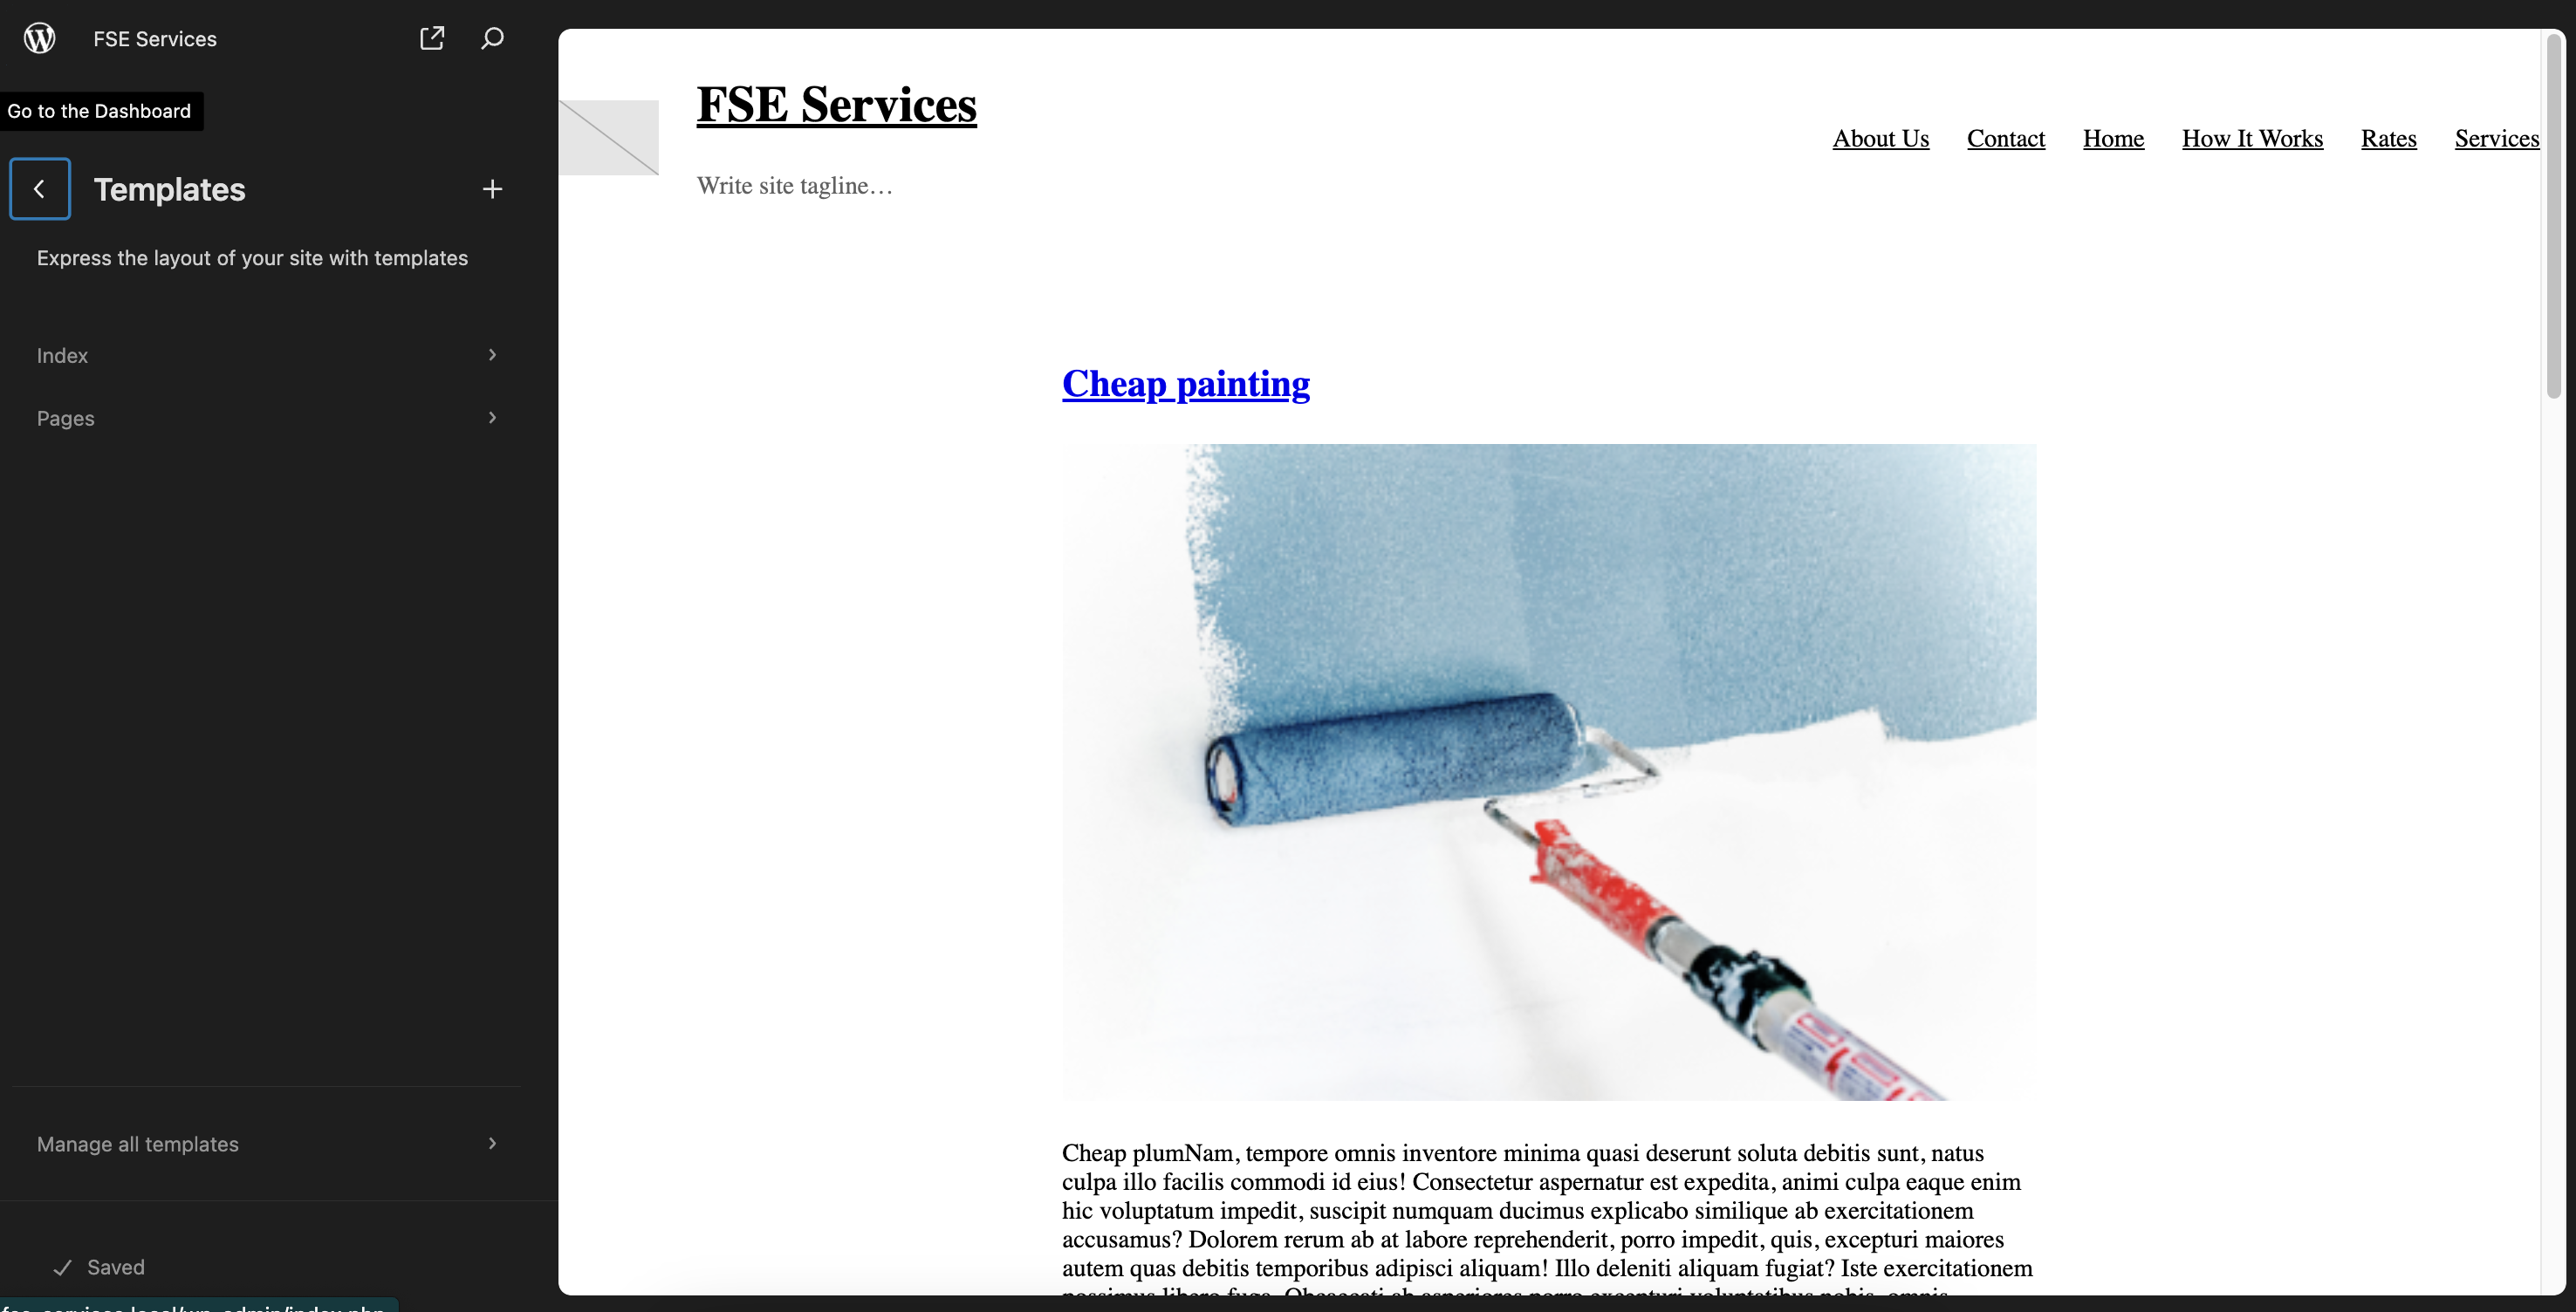 FSE Services
Go to the Dashboard
Templates
Express the layout of your site with templates
Index
Pages
Manage all templates
Saved
FSE Services
Write site tagline…
About Us Contact Home How It Works Rates Services
Cheap painting
Cheap plumNam, tempore omnis inventore minima quasi deserunt soluta debitis sunt, natus
culpa illo facilis commodi id eius! Consectetur aspernatur est expedita, animi culpa eaque enim
hic voluptatum impedit, suscipit numquam ducimus explicabo similique ab exercitationem
accusamus? Dolorem rerum ab at labore reprehenderit, porro impedit, quis, excepturi maiores
autem quas debitis temporibus adipisci aliquam! Illo deleniti aliquam fugiat? Iste exercitationem